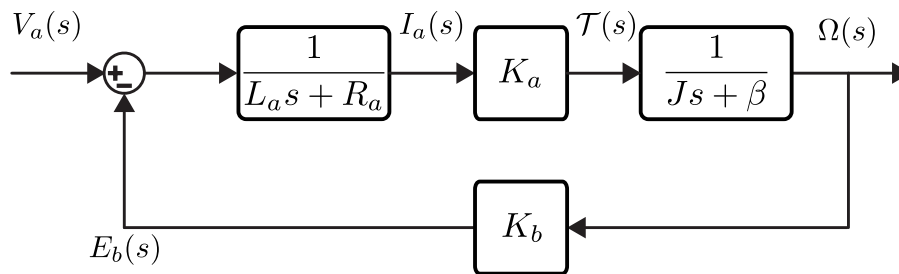 V_a(s)
+
−
1
L_a s + R_a
I_a(s)
K_a
𝒯(s)
1
Js + β
Ω(s)
K_b
E_b(s)